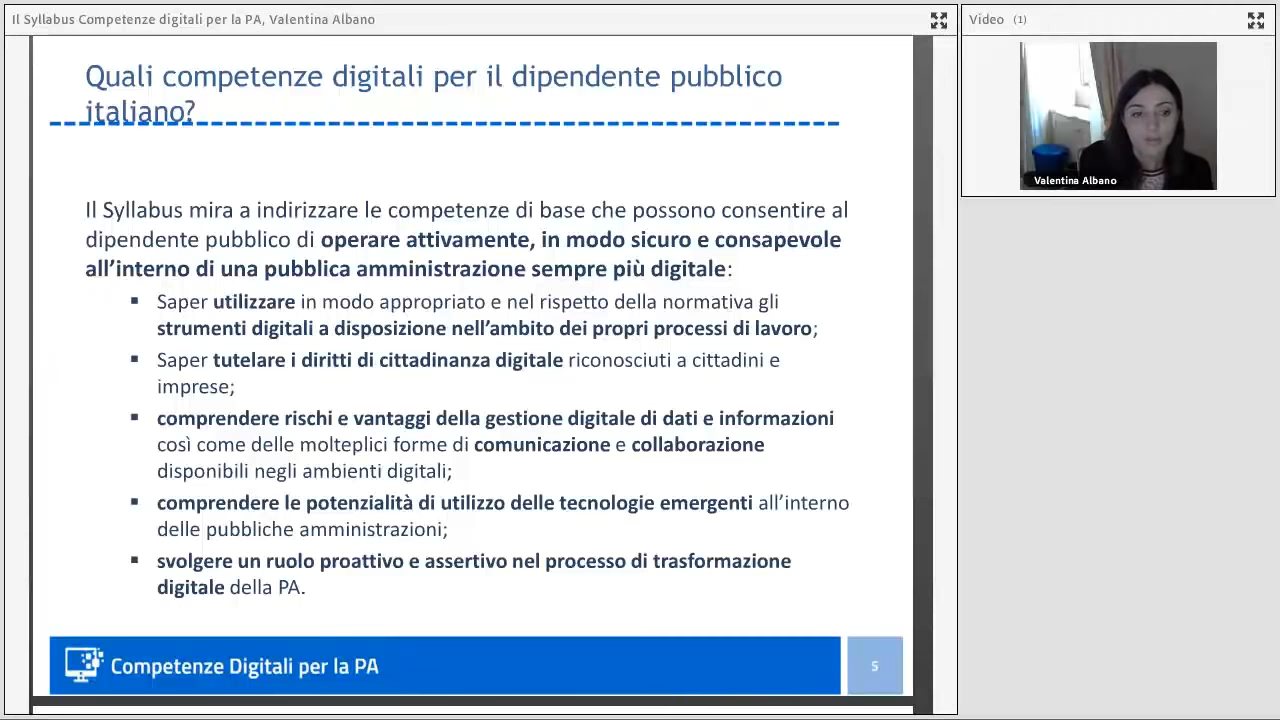 Il Syllabus Competenze digitali per la PA, Valentina Albano
Video (1)
Valentina Albano
Quali competenze digitali per il dipendente pubblico
italiano?
Il Syllabus mira a indirizzare le competenze di base che possono consentire al
dipendente pubblico di operare attivamente, in modo sicuro e consapevole
all’interno di una pubblica amministrazione sempre più digitale:
▪ Saper utilizzare in modo appropriato e nel rispetto della normativa gli
strumenti digitali a disposizione nell’ambito dei propri processi di lavoro;
▪ Saper tutelare i diritti di cittadinanza digitale riconosciuti a cittadini e
imprese;
▪ comprendere rischi e vantaggi della gestione digitale di dati e informazioni
così come delle molteplici forme di comunicazione e collaborazione
disponibili negli ambienti digitali;
▪ comprendere le potenzialità di utilizzo delle tecnologie emergenti all’interno
delle pubbliche amministrazioni;
▪ svolgere un ruolo proattivo e assertivo nel processo di trasformazione
digitale della PA.
Competenze Digitali per la PA
5